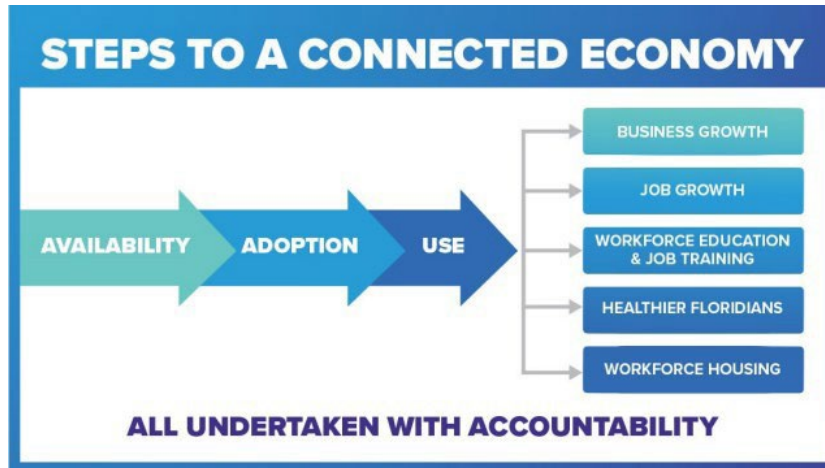 STEPS TO A CONNECTED ECONOMY
AVAILABILITY
ADOPTION
USE
BUSINESS GROWTH
JOB GROWTH
WORKFORCE EDUCATION
& JOB TRAINING
HEALTHIER FLORIDIANS
WORKFORCE HOUSING
ALL UNDERTAKEN WITH ACCOUNTABILITY